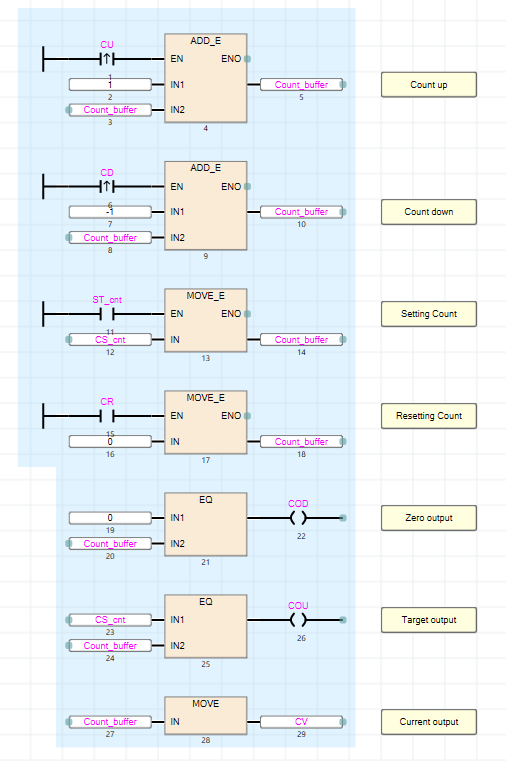 CU
ADD_E
EN
ENO
1
1
IN1
Count_buffer
Count up
2
5
Count_buffer
IN2
3
4
CD
ADD_E
EN
ENO
6
-1
IN1
Count_buffer
Count down
7
10
Count_buffer
IN2
8
9
ST_cnt
MOVE_E
EN
ENO
Setting Count
11
CS_cnt
IN
Count_buffer
12
13
14
CR
MOVE_E
EN
ENO
Resetting Count
15
0
IN
Count_buffer
16
17
18
EQ
COD
0
IN1
Zero output
19
22
Count_buffer
IN2
20
21
EQ
COU
CS_cnt
IN1
Target output
23
26
Count_buffer
IN2
24
25
MOVE
Count_buffer
IN
CV
Current output
27
28
29